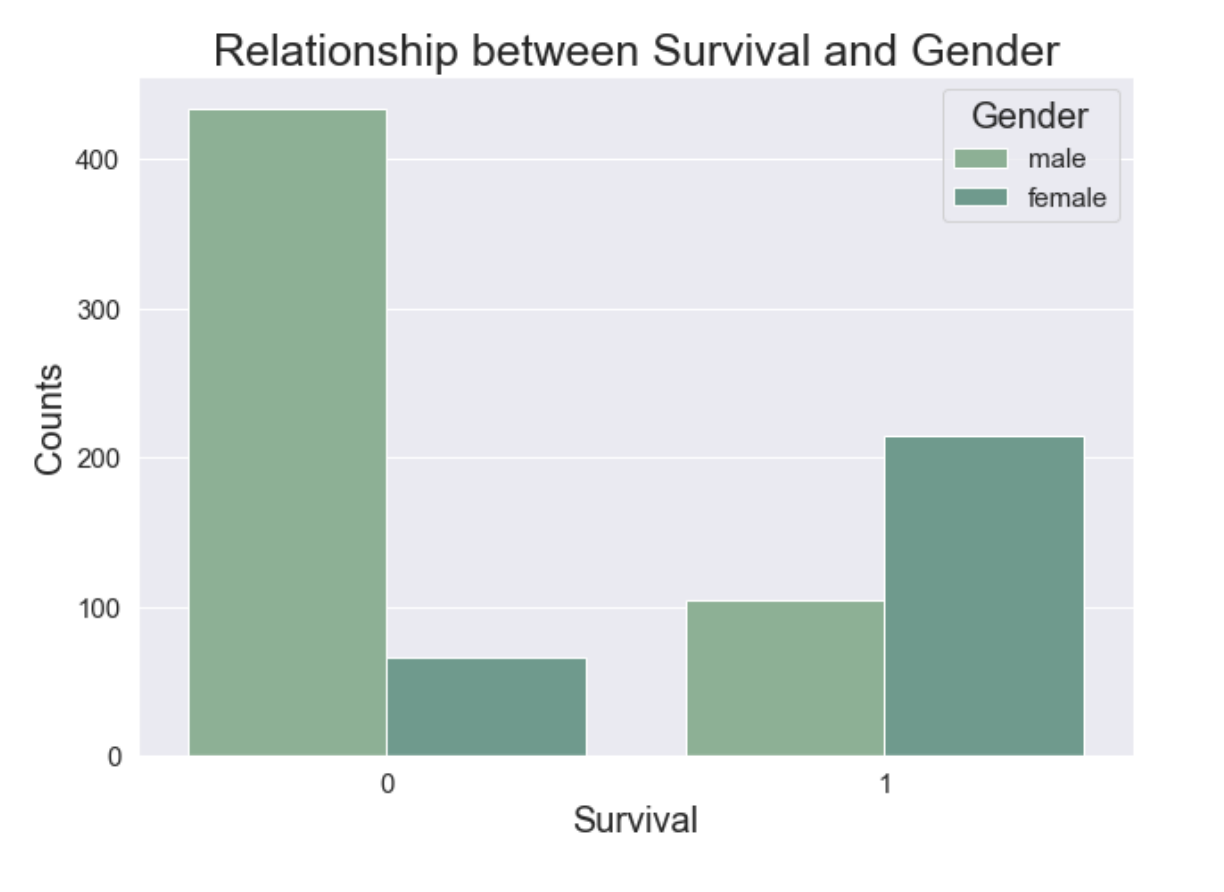 Relationship between Survival and Gender
Gender
male
female
400
300
200
100
0
Counts
0 1
Survival